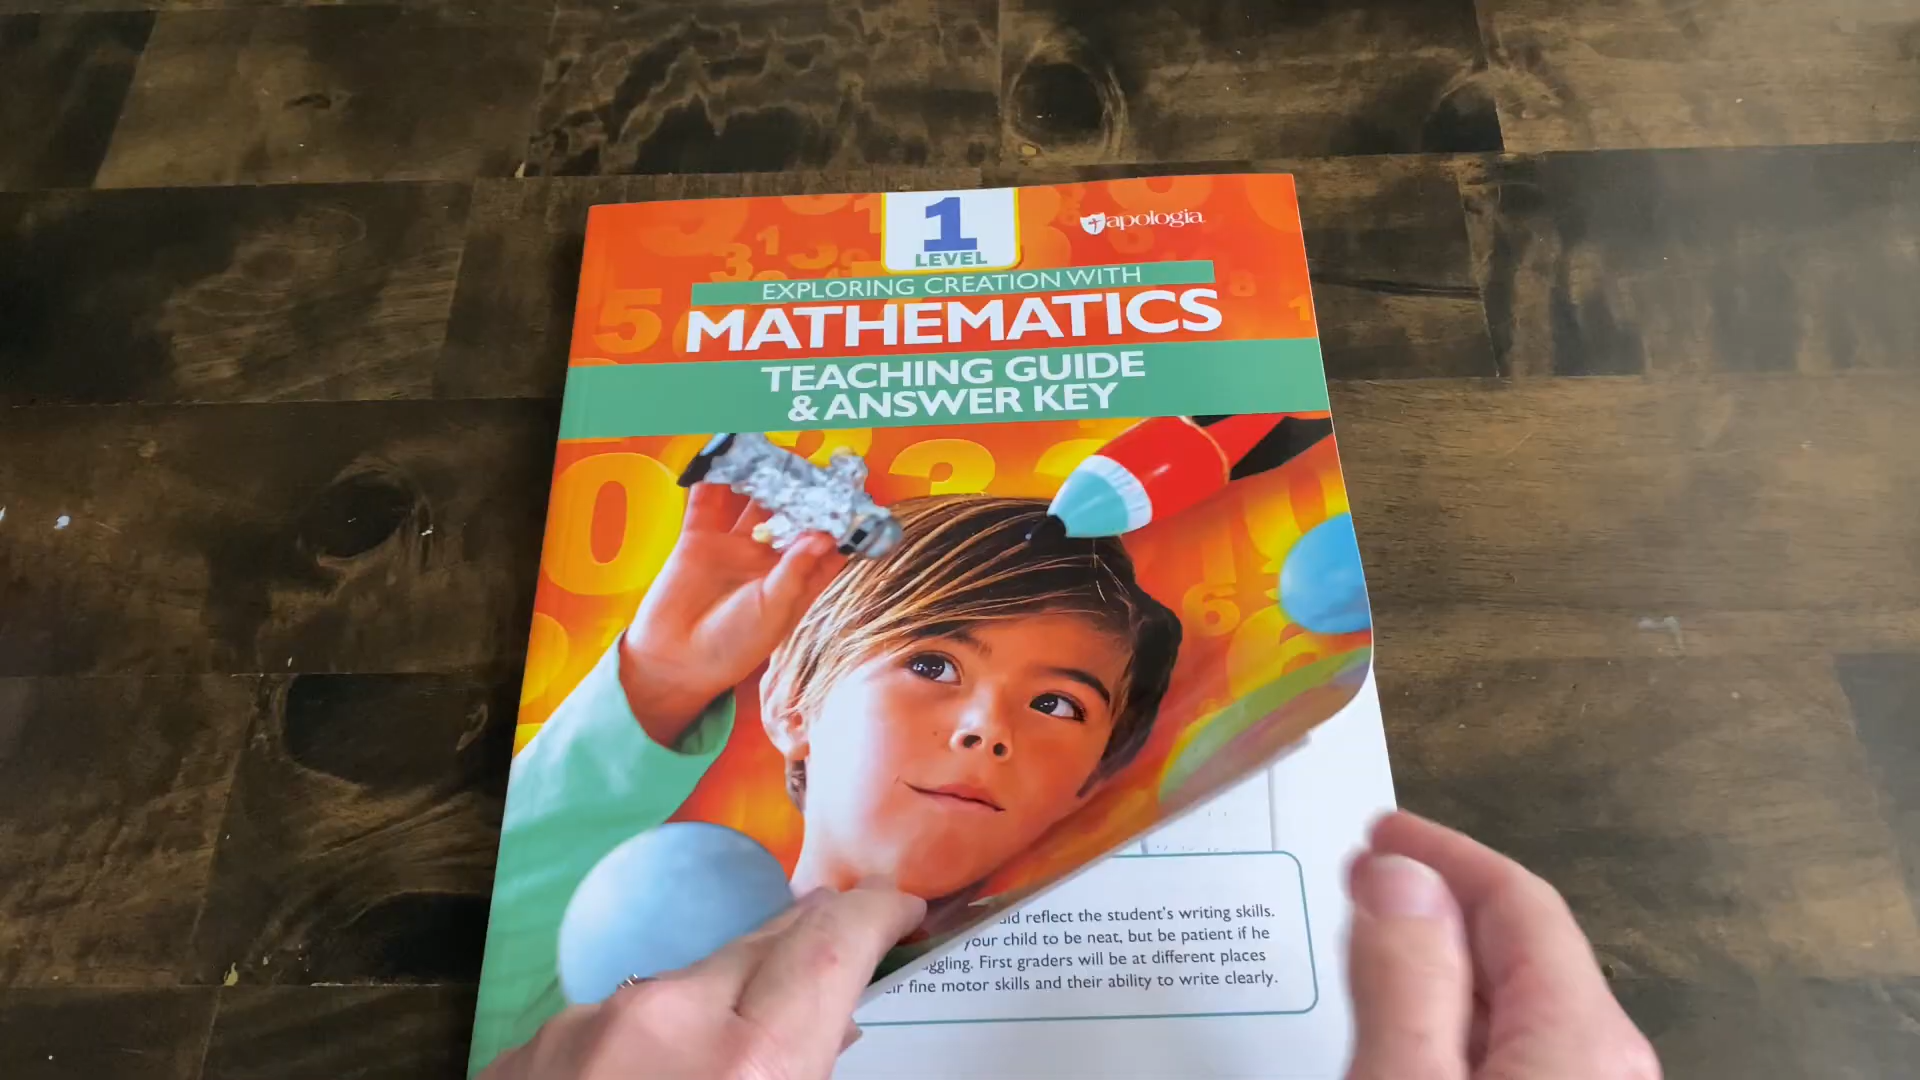 1
LEVEL
apologia
EXPLORING CREATION WITH
MATHEMATICS
TEACHING GUIDE
& ANSWER KEY
reflect the student's writing skills.
your child to be neat, but be patient if he
First graders will be at different places
fine motor skills and their ability to write clearly.